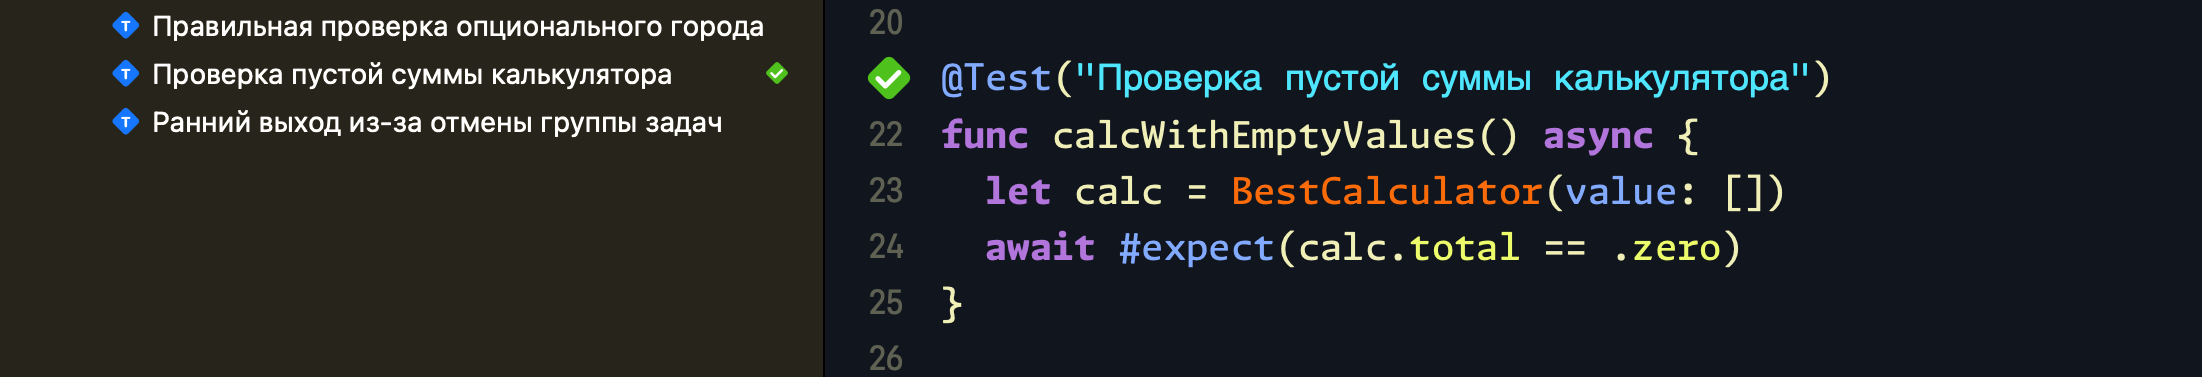 Правильная проверка опционального города
Проверка пустой суммы калькулятора
Ранний выход из-за отмены группы задач
20
@Test("Проверка пустой суммы калькулятора")
22 func calcWithEmptyValues() async {
23 let calc = BestCalculator(value: [])
24 await #expect(calc.total == .zero)
25 }
26